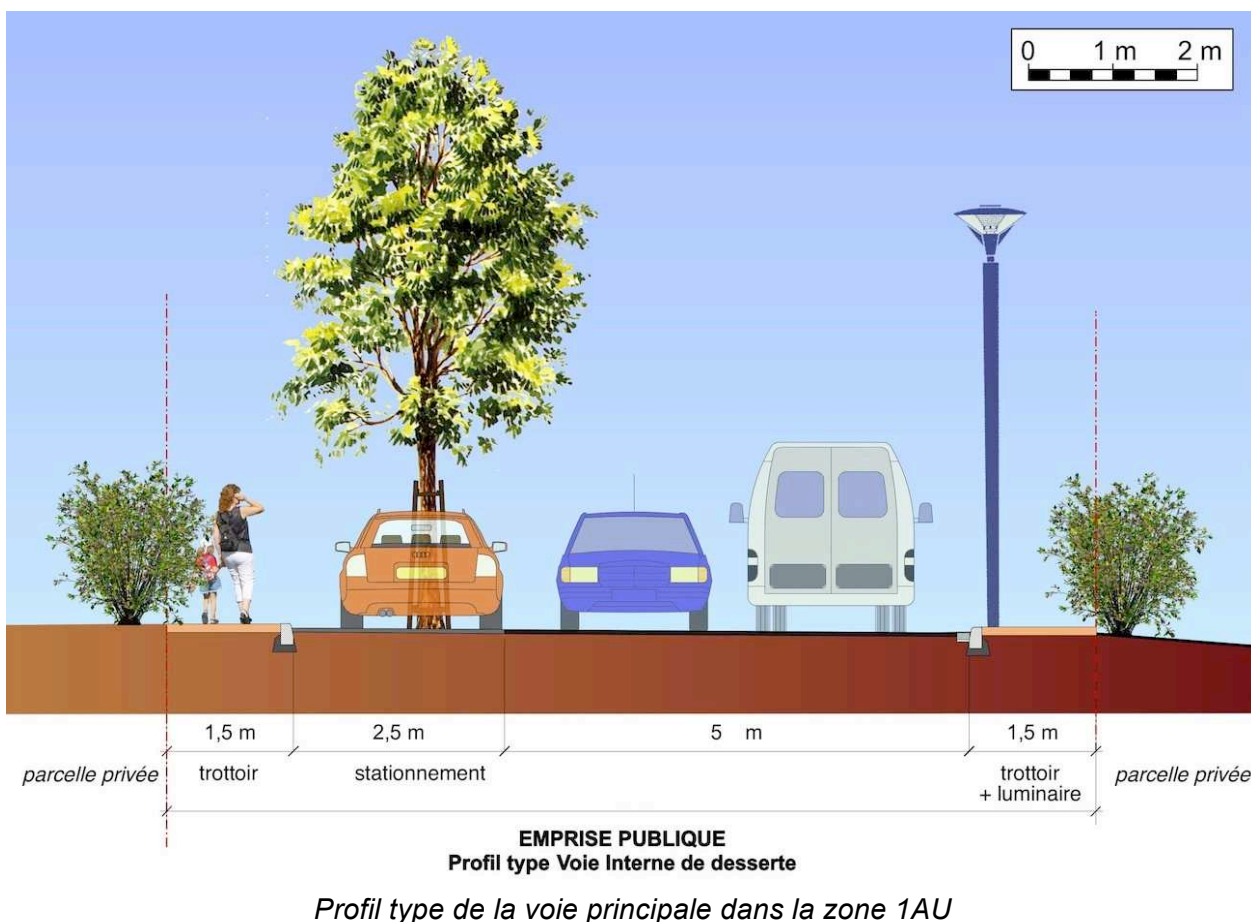 0 1 m 2 m
1,5 m 2,5 m 5 m 1,5 m
parcelle privée trottoir stationnement trottoir parcelle privée
+ luminaire
EMPRISE PUBLIQUE
Profil type Voie Interne de desserte
Profil type de la voie principale dans la zone 1AU